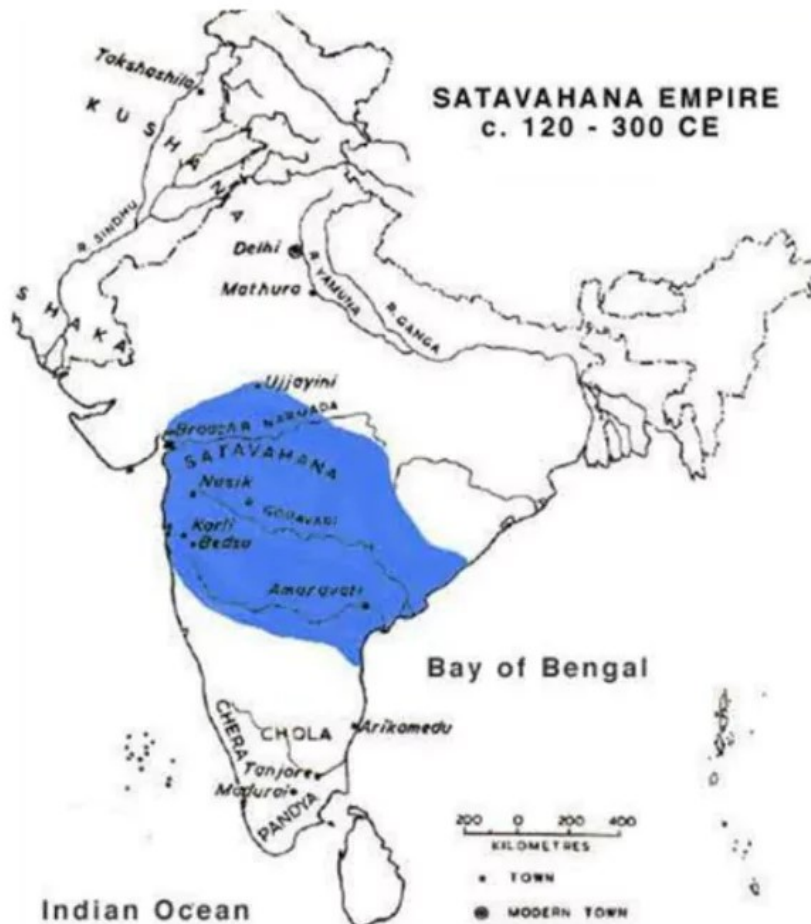 Takshashila
KUSHANA
SATAVAHANA EMPIRE
c. 120 - 300 CE
R. SINDHU
Delhi
R. YAMUNA
Mathura
R. GANGA
SHAKA
Ujjayini
Broach
R. NARMADA
SATAVAHANA
Nasik
R. GODAVARI
Karli
Bedsa
Amaravati
Bay of Bengal
CHERA
CHOLA
Arikamedu
Tanjore
Madurai
PANDYA
200 0 200 400
KILOMETRES
TOWN
MODERN TOWN
Indian Ocean